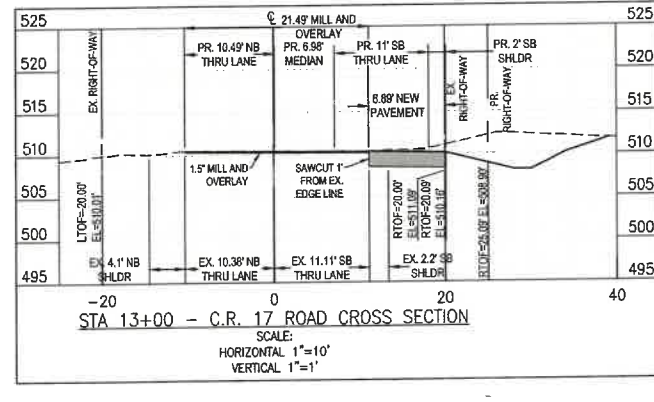 525
525
℄ 21.49' MILL AND
OVERLAY
PR. 10.49' NB
THRU LANE
PR. 6.98'
MEDIAN
PR. 11' SB
THRU LANE
PR. 2' SB
SHLDR
520
520
EX. RIGHT-OF-WAY
EX.
RIGHT-OF-WAY
PR.
RIGHT-OF-WAY
6.89' NEW
PAVEMENT
515
515
510
510
1.5" MILL AND
OVERLAY
SAWCUT 1'
FROM EX.
EDGE LINE
LTOF=-20.00'
EL=510.01'
RTOF=20.00'
EL=511.09'
RTOF=20.09'
EL=510.16'
RTOF=25.09' EL=508.90'
505
505
500
500
EX. 4.1' NB
SHLDR
EX. 10.38' NB
THRU LANE
EX. 11.11' SB
THRU LANE
EX. 2.2' SB
SHLDR
495
495
-20
0
20
40
STA 13+00 - C.R. 17 ROAD CROSS SECTION
SCALE:
HORIZONTAL 1"=10'
VERTICAL 1"=1'